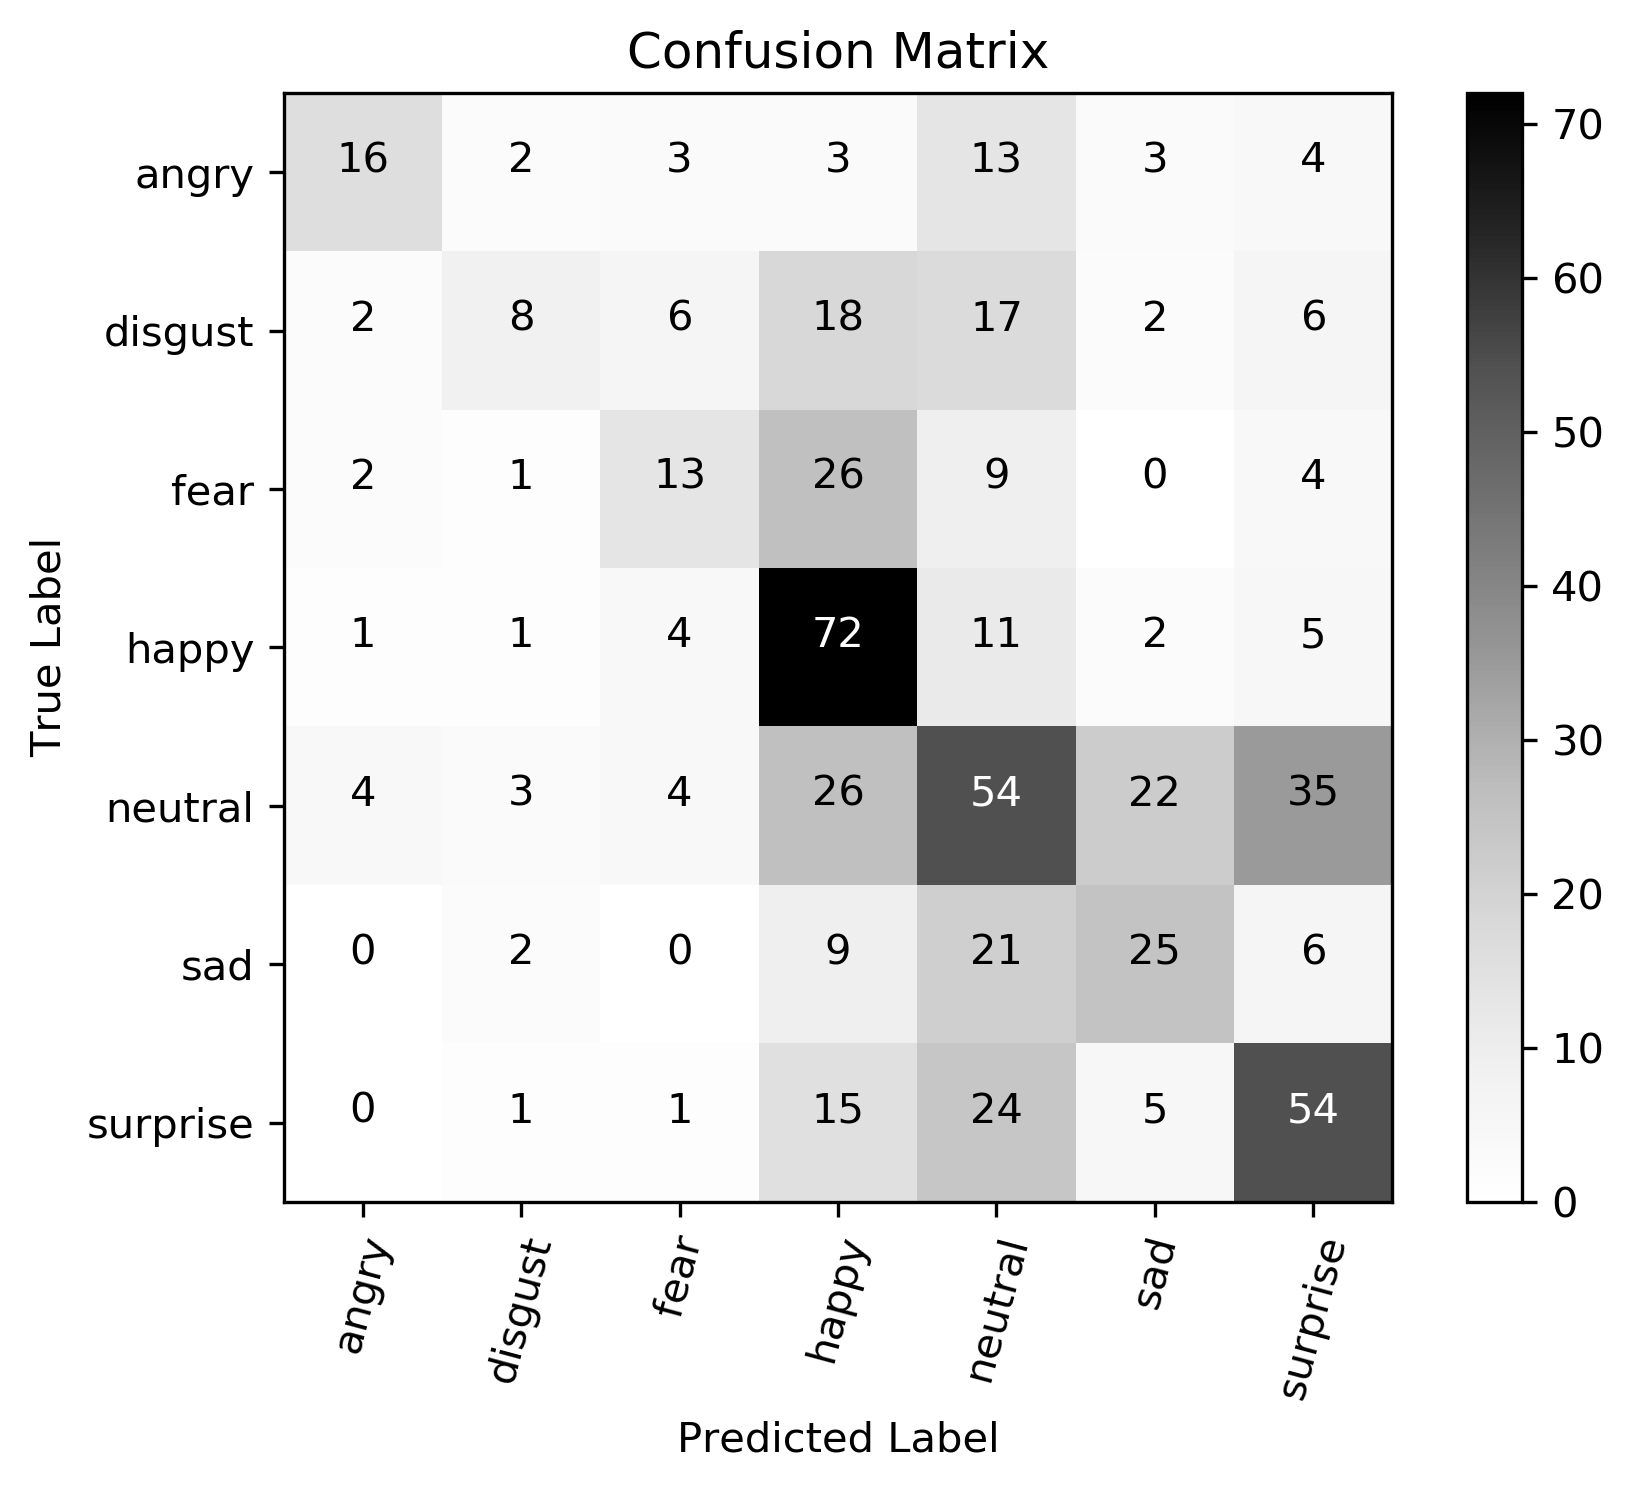 Confusion Matrix
angry 16 2 3 3 13 3 4
disgust 2 8 6 18 17 2 6
fear 2 1 13 26 9 0 4
happy 1 1 4 72 11 2 5
neutral 4 3 4 26 54 22 35
sad 0 2 0 9 21 25 6
surprise 0 1 1 15 24 5 54
True Label
angry disgust fear happy neutral sad surprise
Predicted Label
70
60
50
40
30
20
10
0